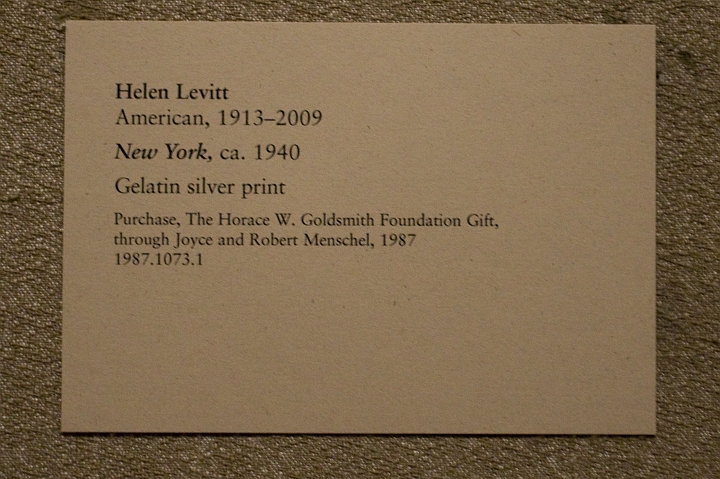 Helen Levitt
American, 1913–2009
New York, ca. 1940
Gelatin silver print
Purchase, The Horace W. Goldsmith Foundation Gift,
through Joyce and Robert Menschel, 1987
1987.1073.1